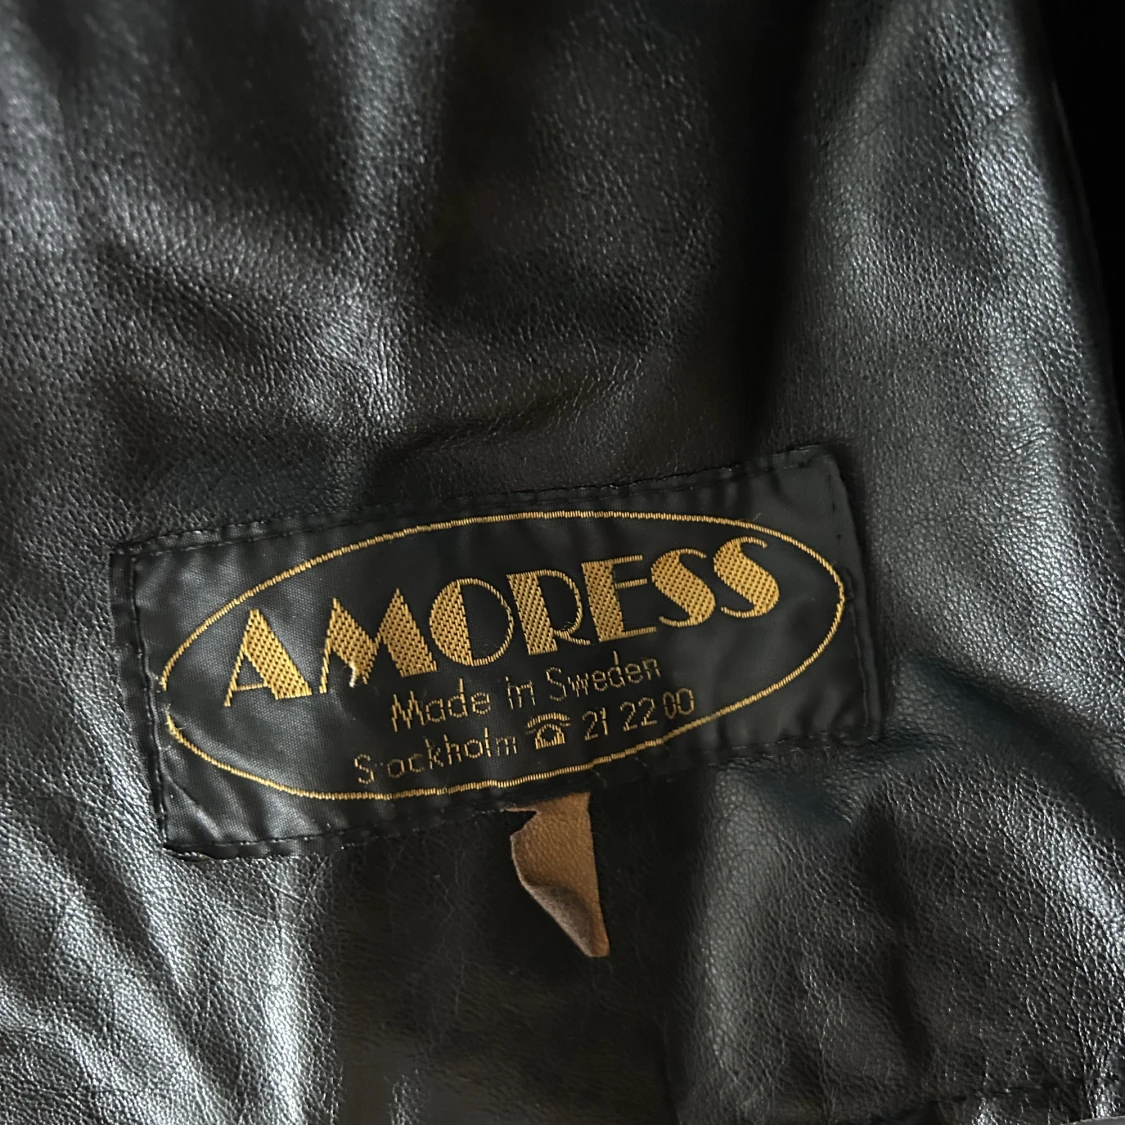 AMORESS
Made in Sweden
Stockholm ☎ 21 22 00